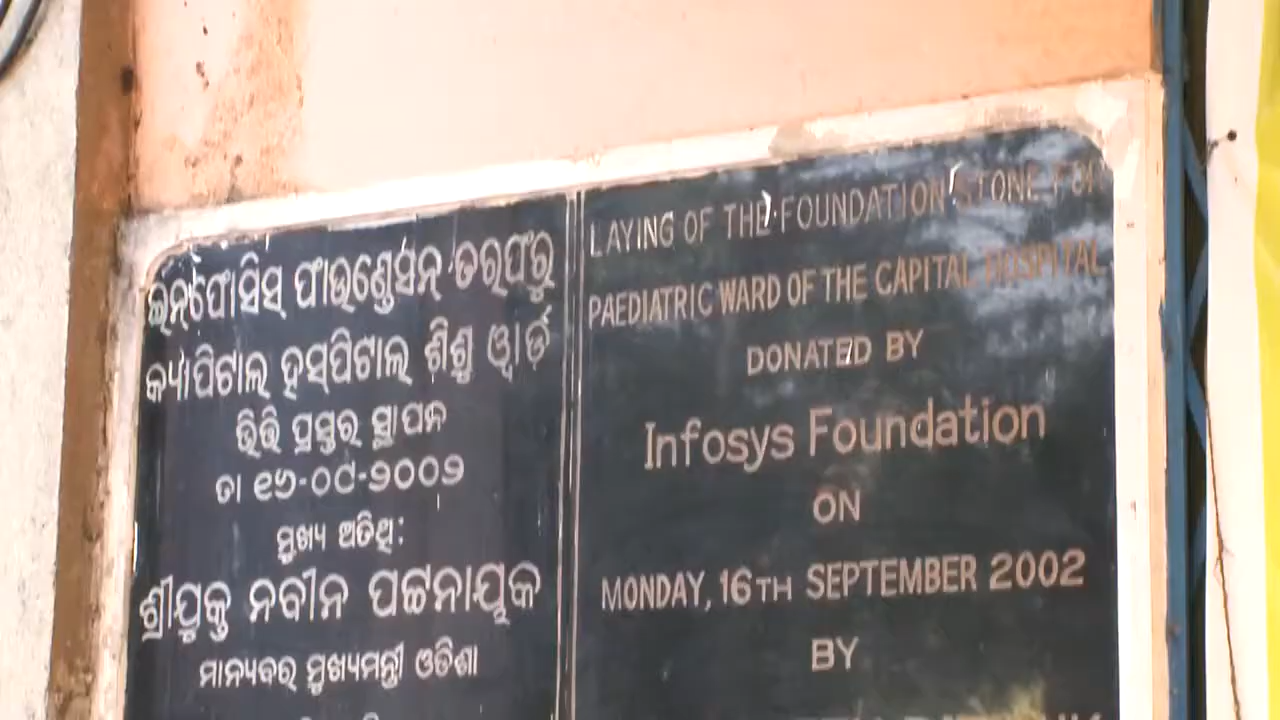 ଇନ୍‌ଫୋସିସ୍ ଫାଉଣ୍ଡେସନ୍ ତରଫରୁ
କ୍ୟାପିଟାଲ ହସ୍‌ପିଟାଲ ଶିଶୁ ୱାର୍ଡ
ଭିତ୍ତି ପ୍ରସ୍ତର ସ୍ଥାପନ
ତା ୧୬-୦୯-୨୦୦୨
ମୁଖ୍ୟ ଅତିଥି:
ଶ୍ରୀଯୁକ୍ତ ନବୀନ ପଟ୍ଟନାୟକ
ମାନ୍ୟବର ମୁଖ୍ୟମନ୍ତ୍ରୀ ଓଡିଶା
LAYING OF THE FOUNDATION STONE FOR
PAEDIATRIC WARD OF THE CAPITAL HOSPITAL
DONATED BY
Infosys Foundation
ON
MONDAY, 16TH SEPTEMBER 2002
BY